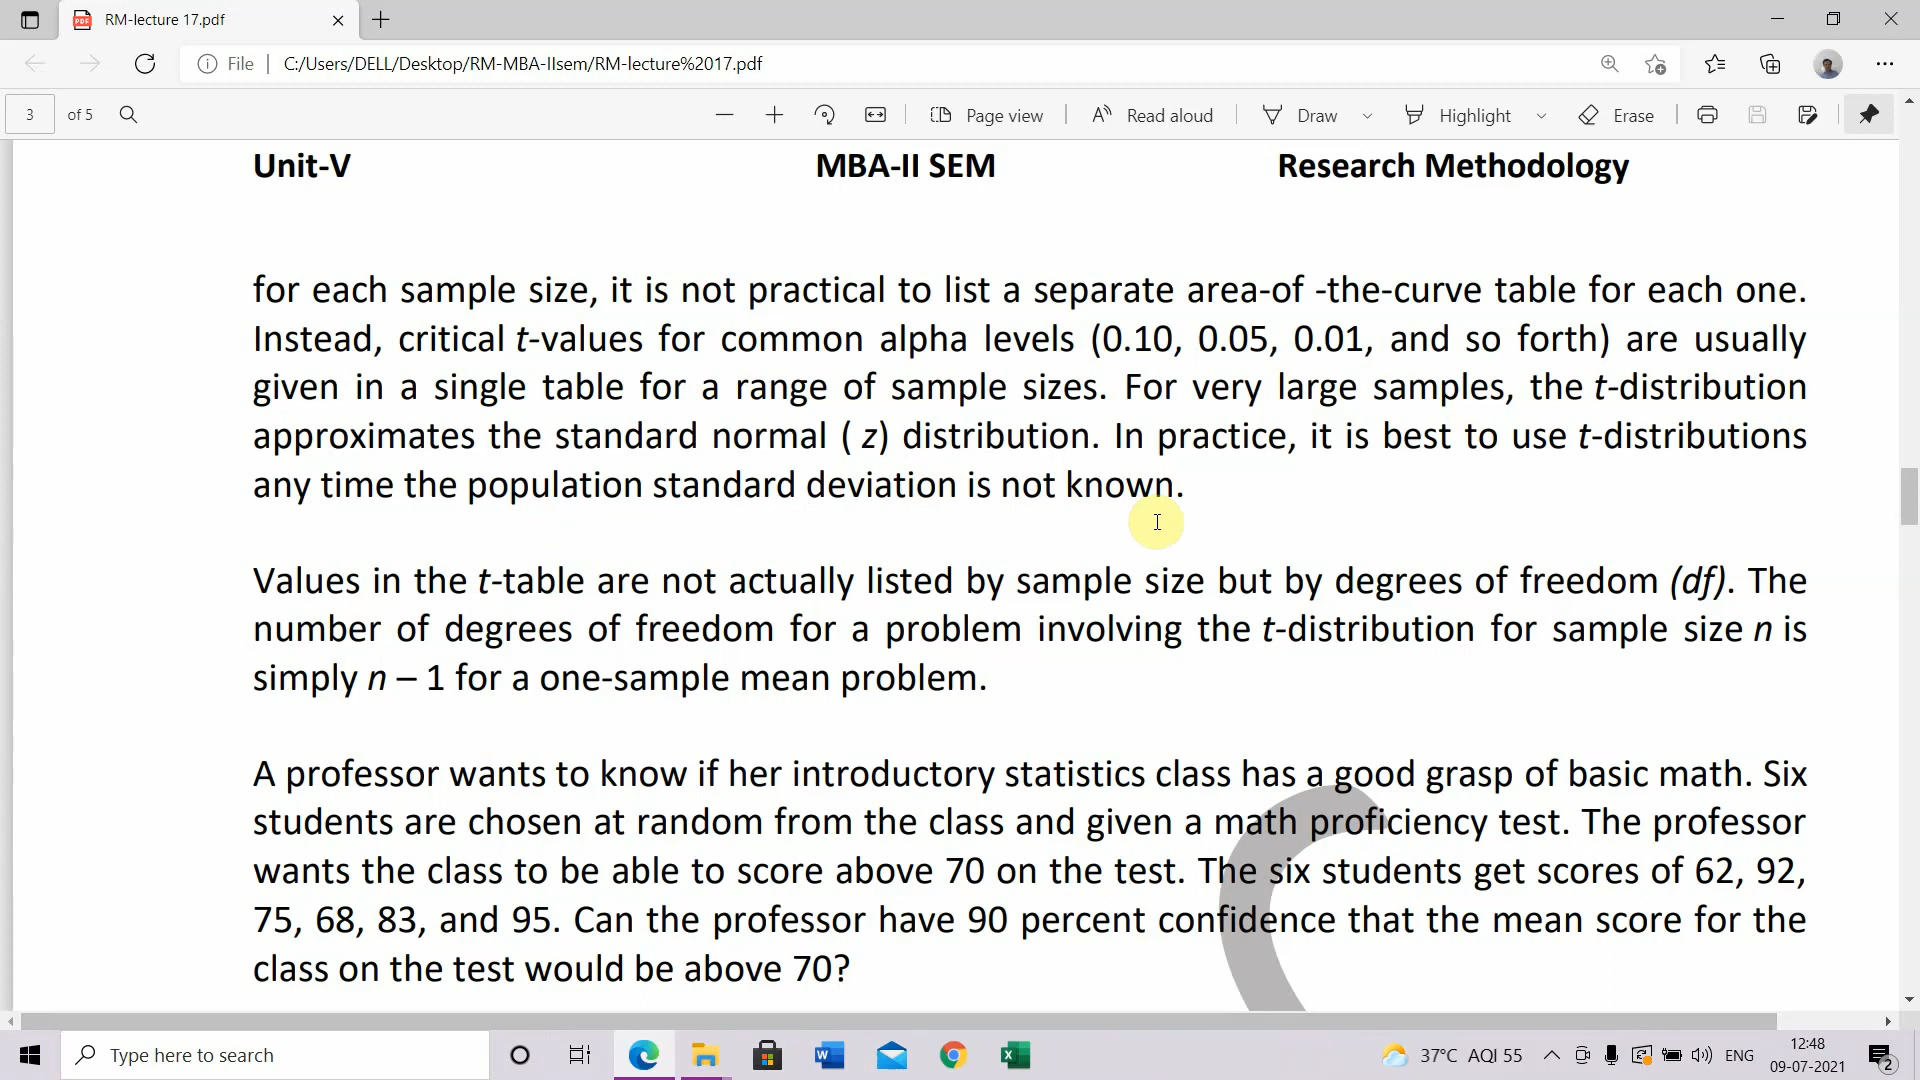 RM-lecture 17.pdf
File | C:/Users/DELL/Desktop/RM-MBA-IIsem/RM-lecture%2017.pdf
3 of 5 Page view Read aloud Draw Highlight Erase
Unit-V MBA-II SEM Research Methodology
for each sample size, it is not practical to list a separate area-of -the-curve table for each one.
Instead, critical t-values for common alpha levels (0.10, 0.05, 0.01, and so forth) are usually
given in a single table for a range of sample sizes. For very large samples, the t-distribution
approximates the standard normal ( z) distribution. In practice, it is best to use t-distributions
any time the population standard deviation is not known.
Values in the t-table are not actually listed by sample size but by degrees of freedom (df). The
number of degrees of freedom for a problem involving the t-distribution for sample size n is
simply n – 1 for a one-sample mean problem.
A professor wants to know if her introductory statistics class has a good grasp of basic math. Six
students are chosen at random from the class and given a math proficiency test. The professor
wants the class to be able to score above 70 on the test. The six students get scores of 62, 92,
75, 68, 83, and 95. Can the professor have 90 percent confidence that the mean score for the
class on the test would be above 70?
Type here to search 37°C AQI 55 ENG 12:48
09-07-2021 2